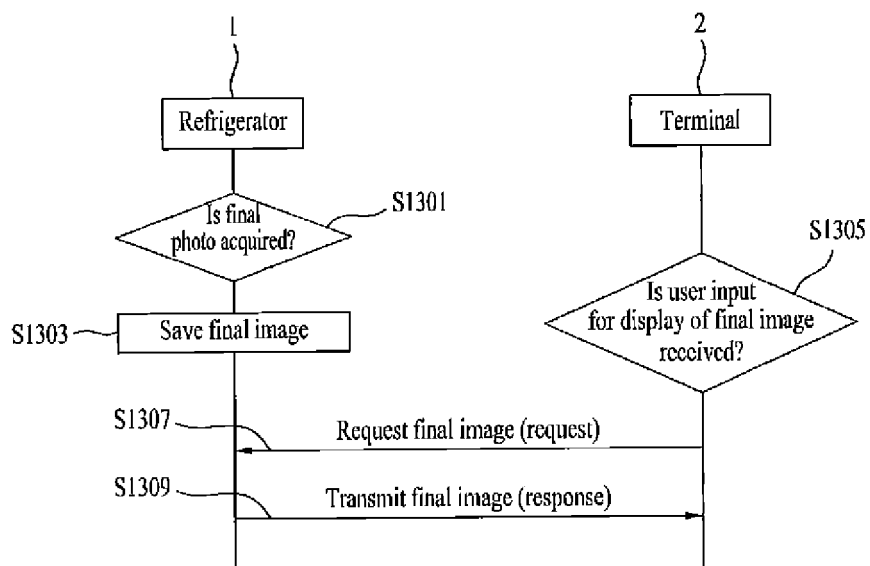 1
2
Refrigerator
Terminal
Is final
photo acquired?
S1301
S1305
Is user input
for display of final image
received?
S1303
Save final image
S1307
Request final image (request)
S1309
Transmit final image (response)